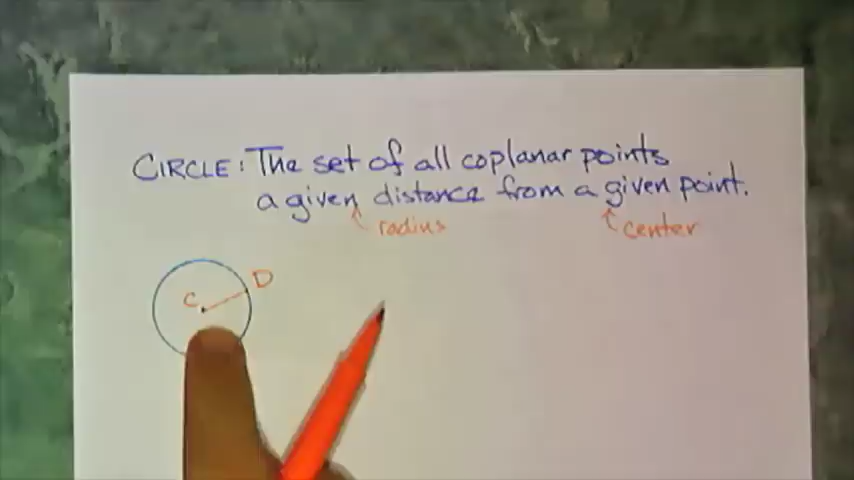 CIRCLE: The set of all coplanar points
a given distance from a given point.
radius center
C D